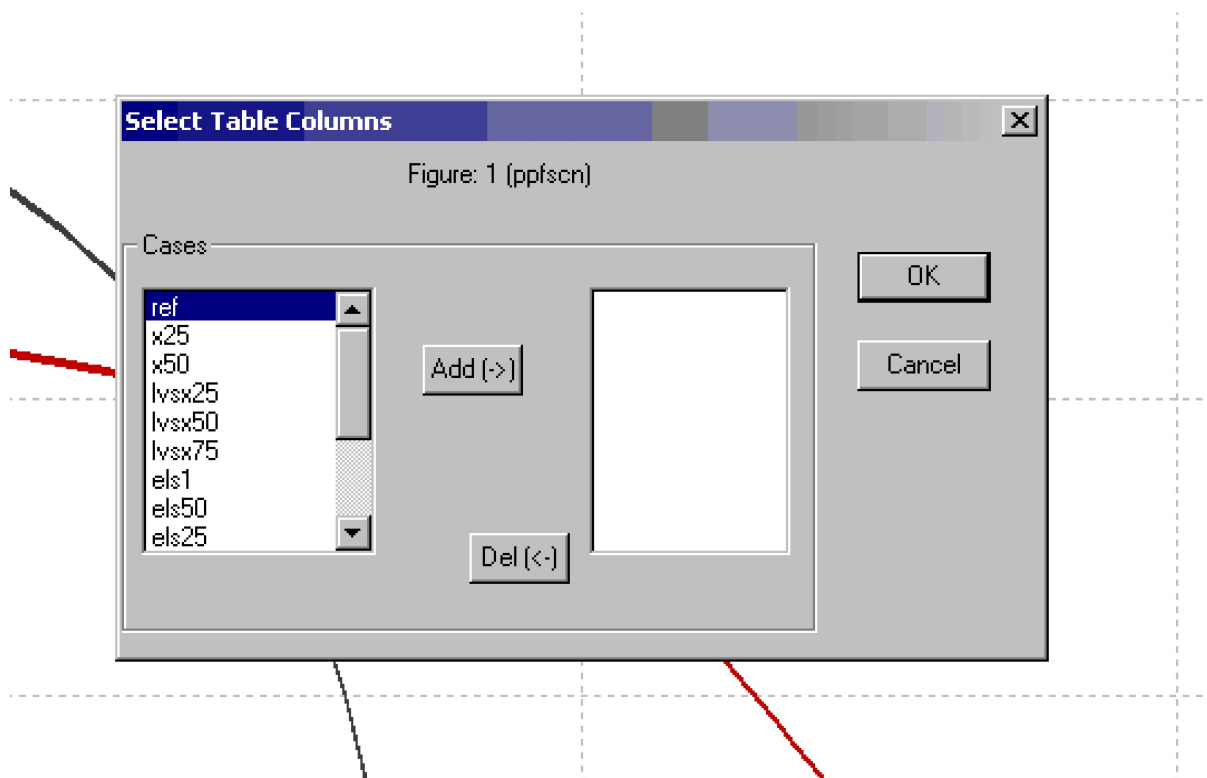 Select Table Columns
Figure: 1 (ppfscn)
Cases
ref
x25
x50
lvsx25
lvsx50
lvsx75
els1
els50
els25
Add (->)
Del (<-)
OK
Cancel